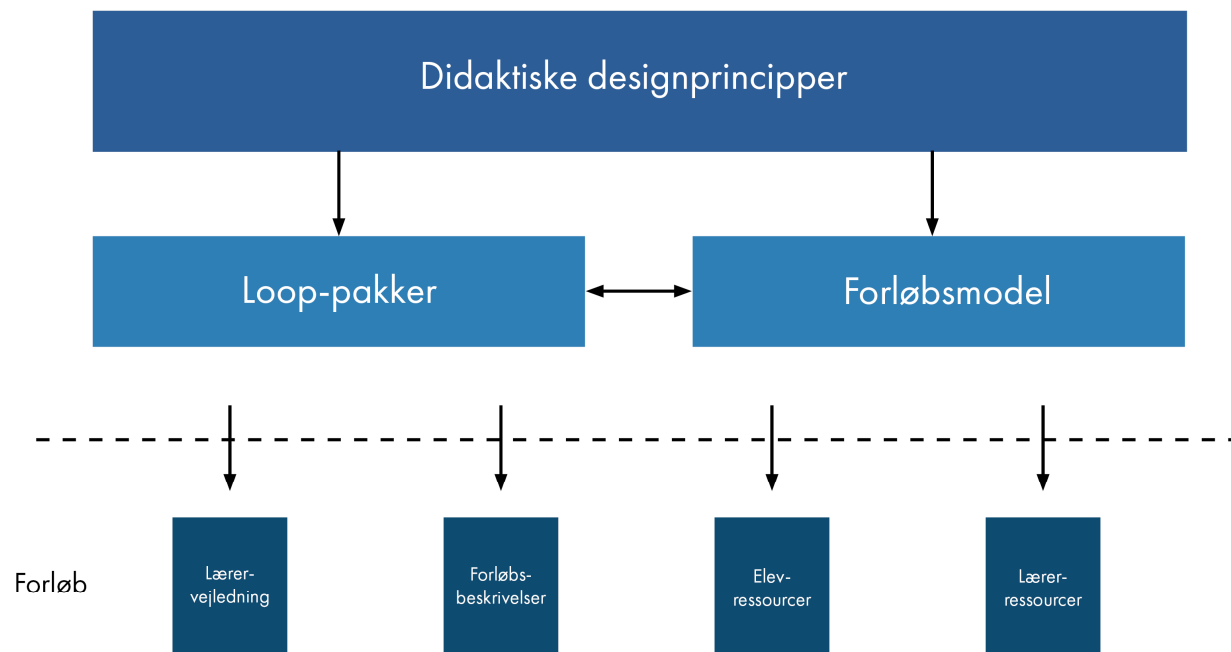 Didaktiske designprincipper
Loop-pakker
Forløbsmodel
Forløb
Lærer-
vejledning
Forløbs-
beskrivelser
Elev-
ressourcer
Lærer-
ressourcer